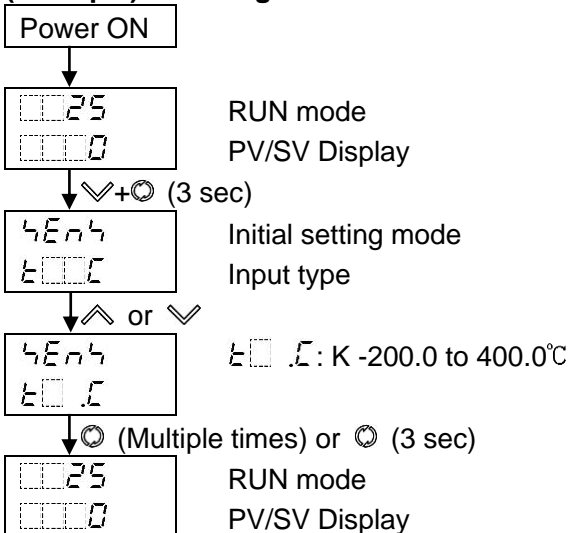 Power ON
25
RUN mode
0
PV/SV Display
+ (3 sec)
Initial setting mode
Input type
or
.: K -200.0 to 400.0℃
(Multiple times) or (3 sec)
25
RUN mode
0
PV/SV Display